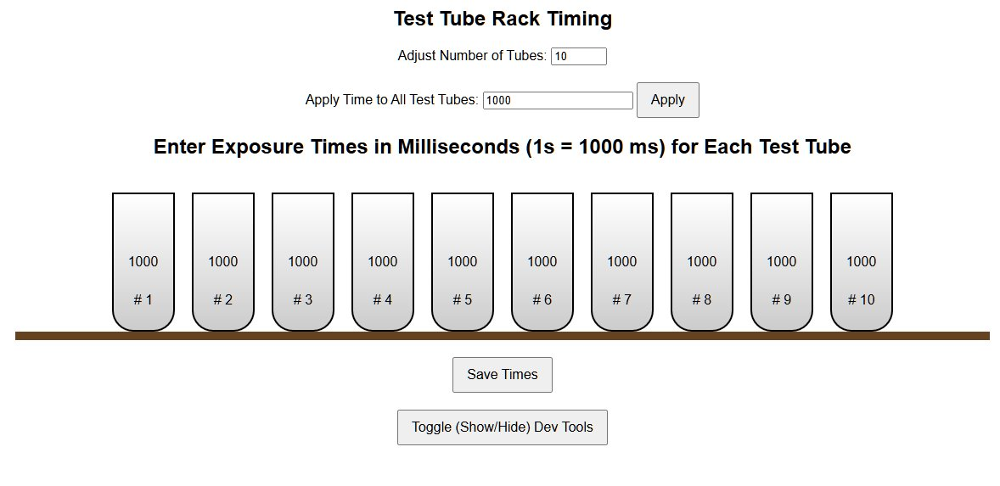 Test Tube Rack Timing
Adjust Number of Tubes: 10
Apply Time to All Test Tubes: 1000 Apply
Enter Exposure Times in Milliseconds (1s = 1000 ms) for Each Test Tube
1000 1000 1000 1000 1000 1000 1000 1000 1000 1000
# 1 # 2 # 3 # 4 # 5 # 6 # 7 # 8 # 9 # 10
Save Times
Toggle (Show/Hide) Dev Tools